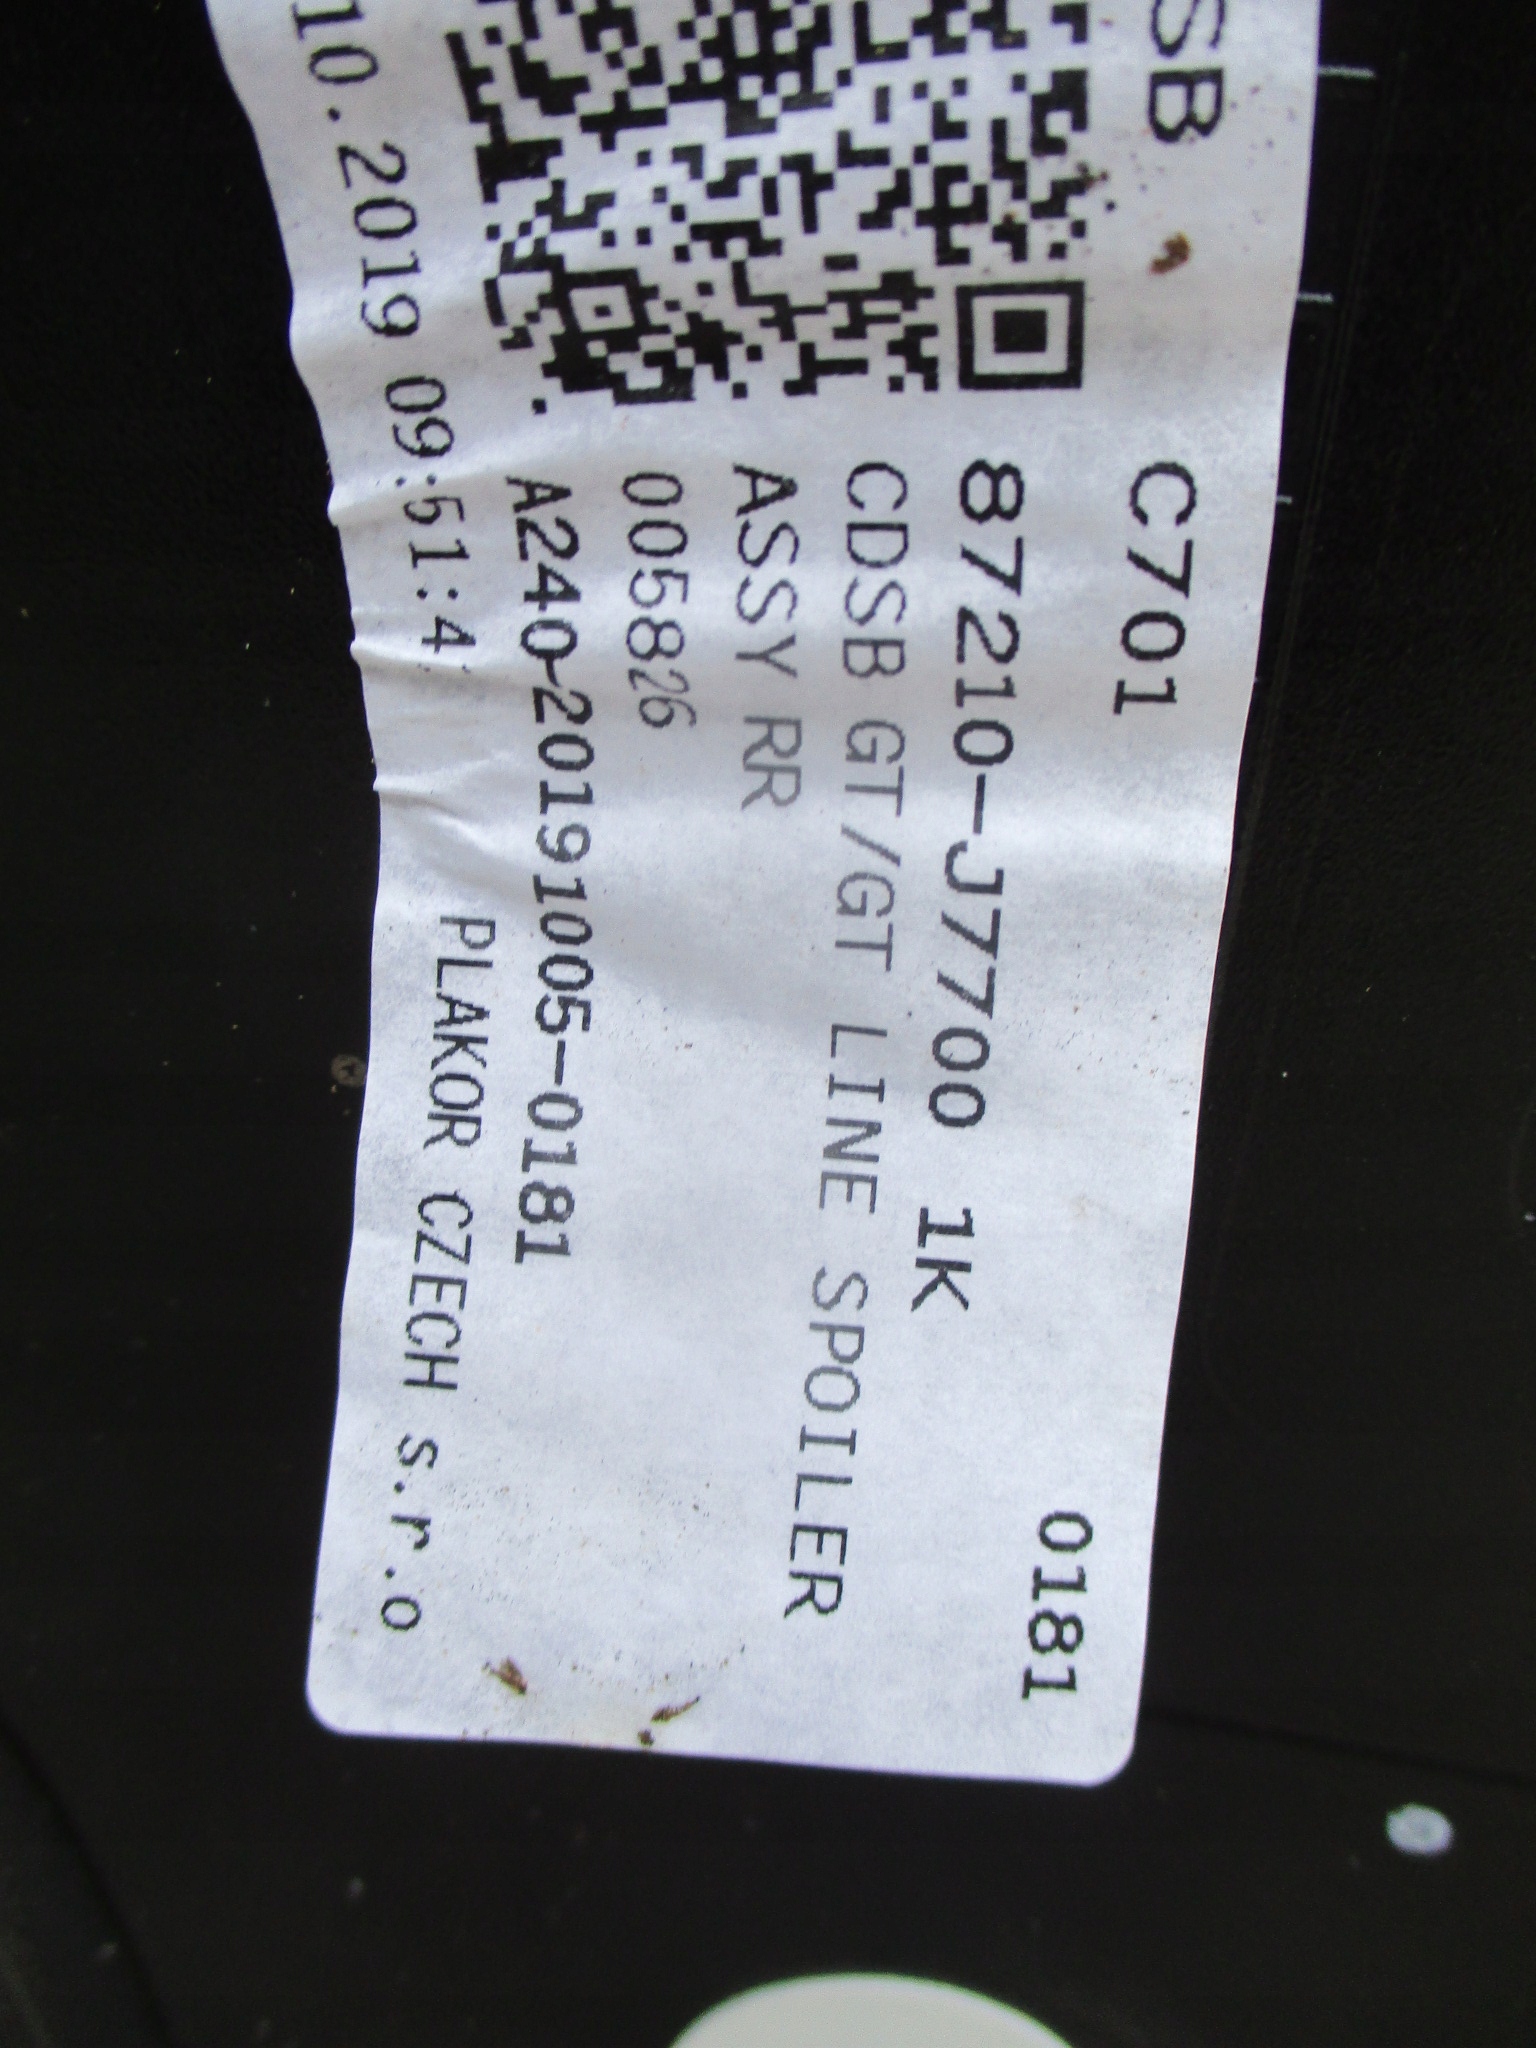 SB C701
0181
87210-J7700 1K
CDSB GT/GT LINE SPOILER
ASSY RR
005826
A240-20191005-0181
10.2019 09:51:4 PLAKOR CZECH s.r.o